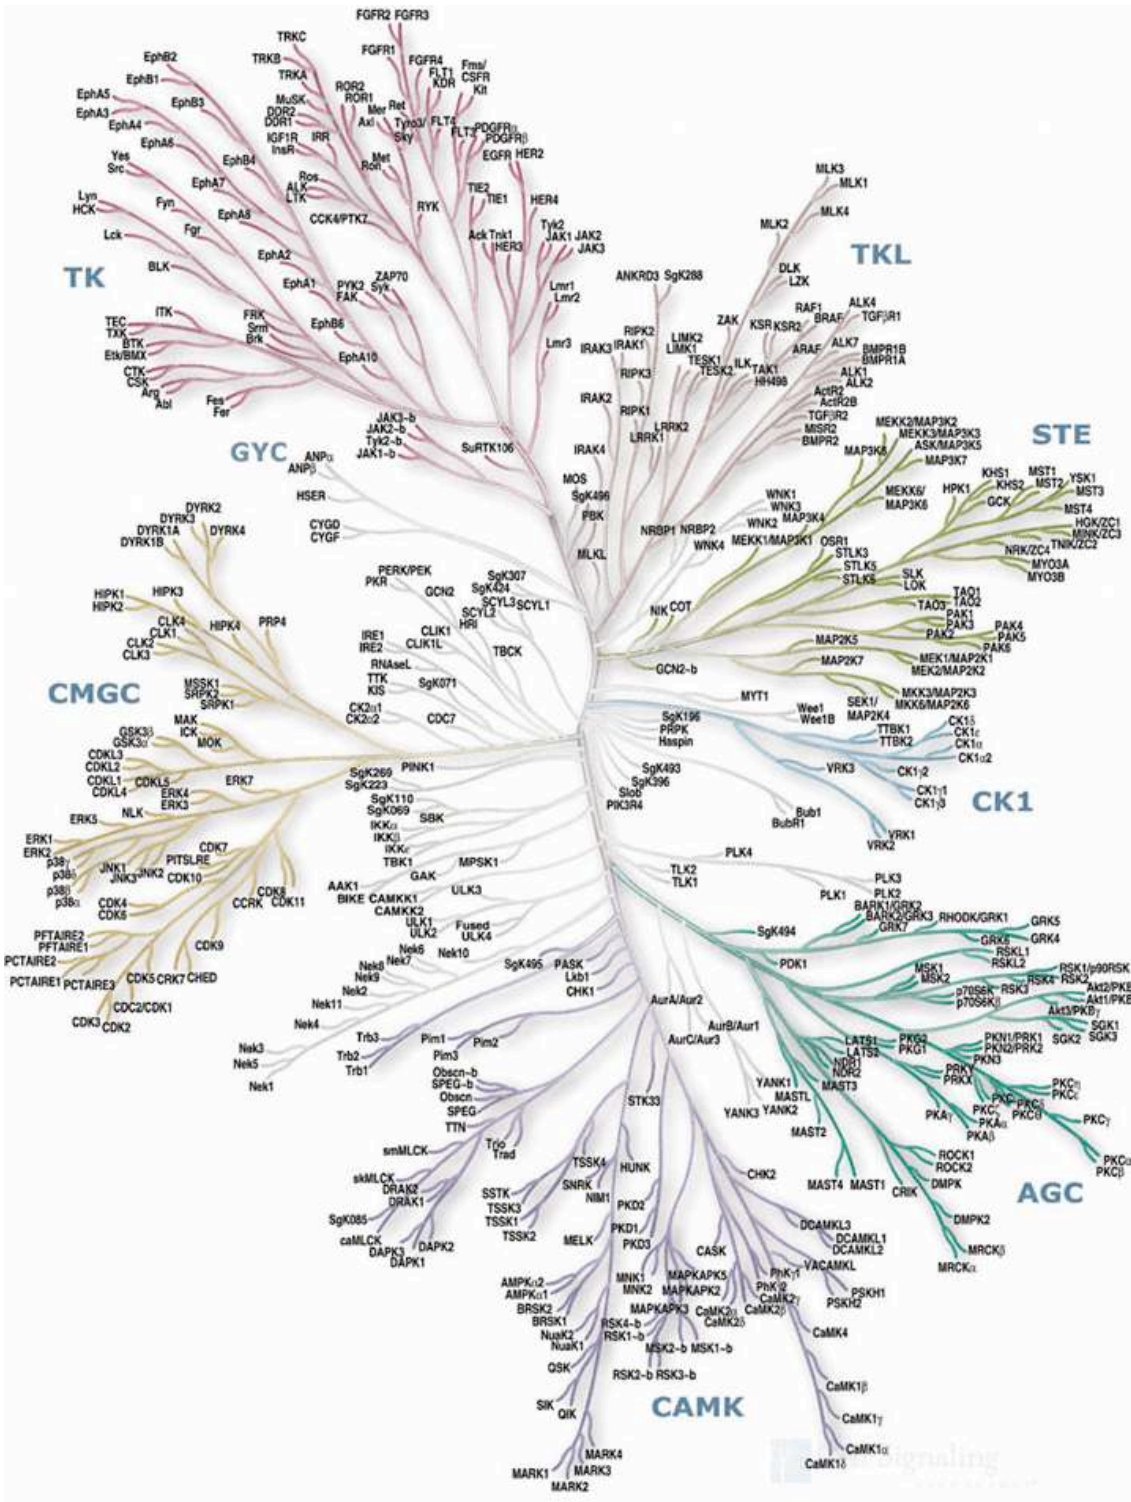 FGFR2 FGFR3
TRKC
FGFR1
EphB2
TRKB
FGFR4
EphB1
TRKA
FLT1
Fms/
CSFR
KDR
Kit
EphA5
EphB3
MuSK
ROR2
ROR1
Ret
Mer
EphA3
DDR2
DDR1
Axl
Tyro3/
Sky
FLT4
FLT3
PDGFRα
PDGFRβ
EphA4
IGF1R
IRR
InsR
EphA6
EphB4
Met
Ron
EGFR HER2
Yes
Src
EphA7
Ros
ALK
LTK
TIE2
TIE1
Lyn
HCK
Fyn
EphA8
CCK4/PTK7
RYK
HER4
Lck
Fgr
Ack Tnk1
HER3
Tyk2
JAK1 JAK2
JAK3
BLK
EphA2
EphA1
PYK2
FAK
ZAP70
Syk
Lmr1
Lmr2
Lmr3
TK
ITK
TEC
TXK
BTK
Etk/BMX
FRK
Srm
Brk
EphB6
EphA10
CTK
CSK
Arg
Abl
Fes
Fer
JAK3~b
JAK2~b
Tyk2~b
JAK1~b
SuRTK106
MLK3
MLK1
MLK4
MLK2
TKL
DLK
LZK
ANKRD3 SgK288
ZAK
KSR
KSR2
RAF1
BRAF
ARAF
ALK4
TGFβR1
ALK7
BMPR1B
BMPR1A
RIPK2
IRAK3
IRAK1
LIMK2
LIMK1
TESK1
TESK2
ILK
TAK1
HH498
ALK1
ALK2
ActR2
ActR2B
TGFβR2
MISR2
BMPR2
RIPK3
IRAK2
RIPK1
LRRK2
LRRK1
IRAK4
MOS
SgK496
PBK
MLKL
NRBP1 NRBP2
WNK1
WNK3
WNK2
WNK4
GYC
ANPα
ANPβ
HSER
CYGD
CYGF
MEKK2/MAP3K2
MEKK3/MAP3K3
ASK/MAP3K5
MAP3K8
MAP3K7
MEKK6/
MAP3K6
MAP3K4
MEKK1/MAP3K1
STE
HPK1
KHS1
KHS2
GCK
MST1
MST2
YSK1
MST3
MST4
HGK/ZC1
MINK/ZC3
TNIK/ZC2
NRK/ZC4
MYO3A
MYO3B
OSR1
STLK3
STLK5
STLK6
SLK
LOK
TAO1
TAO2
TAO3
PAK1
PAK3
PAK2
PAK4
PAK5
PAK6
NIK COT
MAP2K5
MAP2K7
MEK1/MAP2K1
MEK2/MAP2K2
GCN2~b
SEK1/
MAP2K4
MKK3/MAP2K3
MKK6/MAP2K6
DYRK2
DYRK3
DYRK1A
DYRK1B
DYRK4
HIPK1
HIPK2
HIPK3
HIPK4
PRP4
CLK4
CLK1
CLK2
CLK3
PERK/PEK
PKR
GCN2
SgK307
SgK424
SCYL3
SCYL1
SCYL2
HRI
CLIK1
CLIK1L
TBCK
IRE1
IRE2
RNAseL
TTK
KIS
SgK071
CK2α1
CK2α2
CDC7
CMGC
MSSK1
SRPK2
SRPK1
MAK
ICK
MOK
GSK3β
GSK3α
CDKL3
CDKL2
CDKL1
CDKL5
CDKL4
ERK7
ERK4
ERK3
NLK
ERK5
ERK1
ERK2
p38γ
p38δ
p38β
p38α
JNK1
JNK3
JNK2
PITSLRE
CDK7
CDK10
CDK4
CDK6
CCRK
CDK8
CDK11
PFTAIRE2
PFTAIRE1
PCTAIRE2
PCTAIRE1
PCTAIRE3
CDK9
CDK5
CRK7
CHED
CDC2/CDK1
CDK3
CDK2
MYT1
Wee1
Wee1B
SgK196
PRPK
Haspin
TTBK1
TTBK2
CK1δ
CK1ε
CK1α
CK1α2
CK1γ2
CK1γ1
CK1γ3
VRK3
VRK1
VRK2
CK1
SgK493
SgK396
Slob
PIK3R4
Bub1
BubR1
PINK1
SgK269
SgK223
SgK110
SgK069
SBK
IKKα
IKKβ
IKKε
TBK1
MPSK1
GAK
AAK1
BIKE
CAMKK1
CAMKK2
ULK3
ULK1
ULK2
Fused
ULK4
Nek6
Nek7
Nek10
Nek8
Nek9
Nek2
Nek11
Nek4
Nek3
Nek5
Nek1
SgK495
PASK
Lkb1
CHK1
PLK4
TLK2
TLK1
PLK3
PLK1
PLK2
BARK1/GRK2
BARK2/GRK3
RHODK/GRK1
GRK5
GRK7
GRK6
GRK4
SgK494
PDK1
RSKL1
RSKL2
MSK1
MSK2
RSK1/p90RSK
RSK4
RSK2
RSK3
p70S6K
p70S6Kβ
Akt2/PKB
Akt1/PKB
Akt3/PKBγ
SGK1
SGK2
SGK3
LATS1
LATS2
NDR1
NDR2
MAST3
PKG2
PKG1
PKN1/PRK1
PKN2/PRK2
PKN3
PRKY
PRKX
PKCη
PKCε
PKCδ
PKCθ
PKCγ
PKCα
PKCβ
PKAγ
PKAα
PKAβ
AurA/Aur2
AurB/Aur1
AurC/Aur3
YANK1
YANK2
YANK3
MASTL
MAST2
MAST4
MAST1
CRIK
ROCK1
ROCK2
DMPK
DMPK2
MRCKβ
MRCKα
AGC
Trb3
Trb2
Trb1
Pim1
Pim2
Pim3
Obscn~b
SPEG~b
Obscn
SPEG
TTN
STK33
smMLCK
Trio
Trad
skMLCK
DRAK2
DRAK1
SgK085
caMLCK
DAPK3
DAPK2
DAPK1
TSSK4
SSTK
TSSK3
TSSK1
TSSK2
SNRK
NIM1
HUNK
MELK
PKD2
PKD1
PKD3
CHK2
DCAMKL3
DCAMKL1
DCAMKL2
CASK
VACAMKL
PhKγ1
PhKγ2
PSKH1
PSKH2
MNK1
MNK2
MAPKAPK5
MAPKAPK2
MAPKAPK3
CaMK2γ
CaMK2α
CaMK2β
CaMK2δ
AMPKα2
AMPKα1
BRSK2
BRSK1
NuaK2
NuaK1
RSK4~b
RSK1~b
MSK2~b MSK1~b
RSK2~b RSK3~b
QSK
SIK
QIK
CaMK4
CaMK1β
CaMK1γ
CaMK1α
CaMK1δ
CAMK
MARK4
MARK3
MARK1
MARK2
Signaling